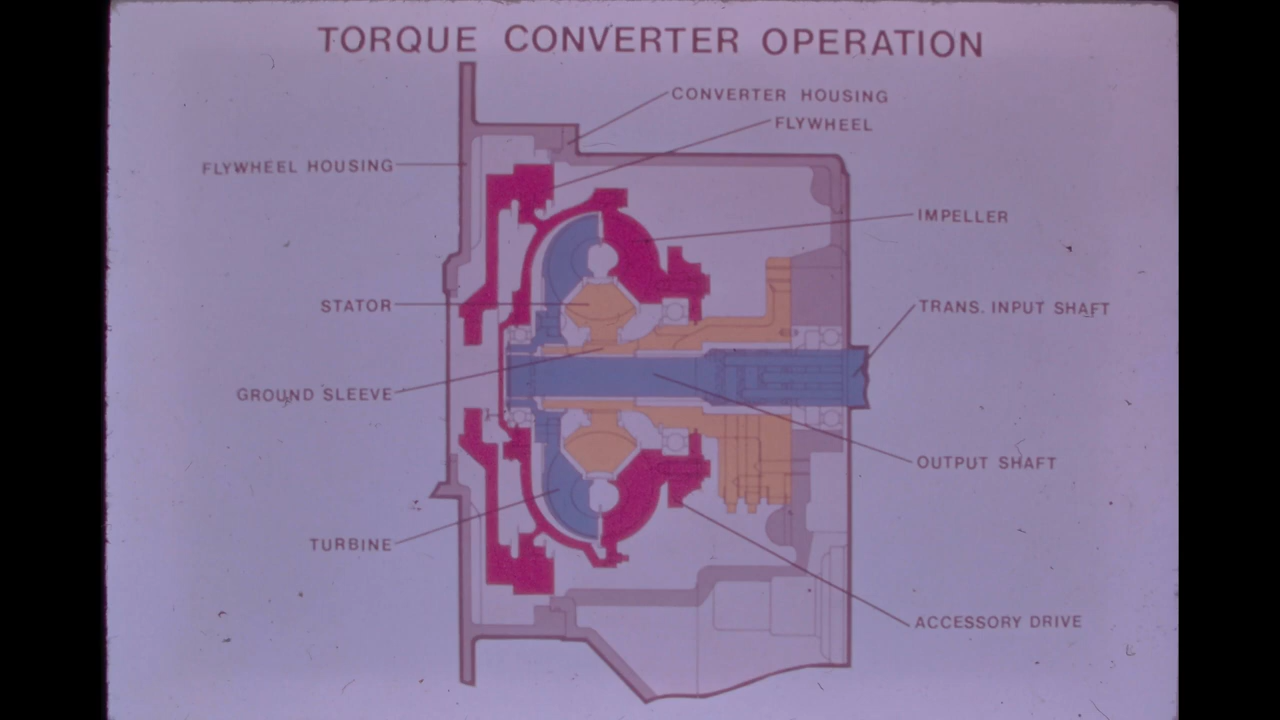 TORQUE CONVERTER OPERATION
CONVERTER HOUSING
FLYWHEEL
FLYWHEEL HOUSING
IMPELLER
STATOR
TRANS. INPUT SHAFT
GROUND SLEEVE
OUTPUT SHAFT
TURBINE
ACCESSORY DRIVE